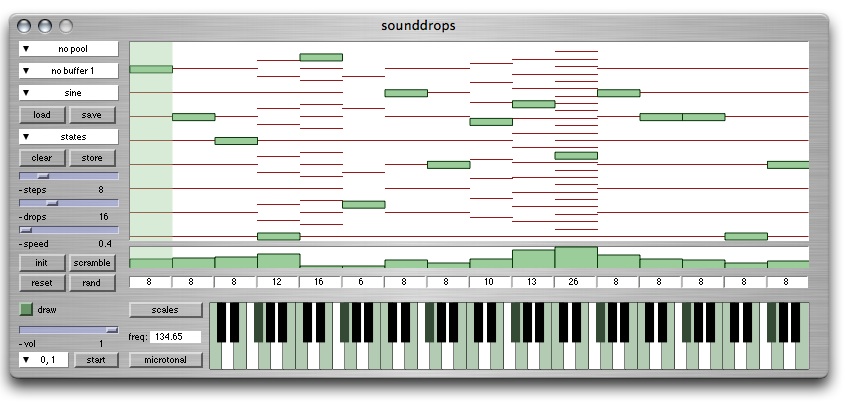 sounddrops
▼ no pool
▼ no buffer 1
▼ sine
load save
▼ states
clear store
-steps 8
-drops 16
-speed 0.4
init scramble
reset rand
8 8 8 12 16 6 8 8 10 13 26 8 8 8 8 8
draw
scales
-vol 1
freq: 134.65
▼ 0, 1 start
microtonal